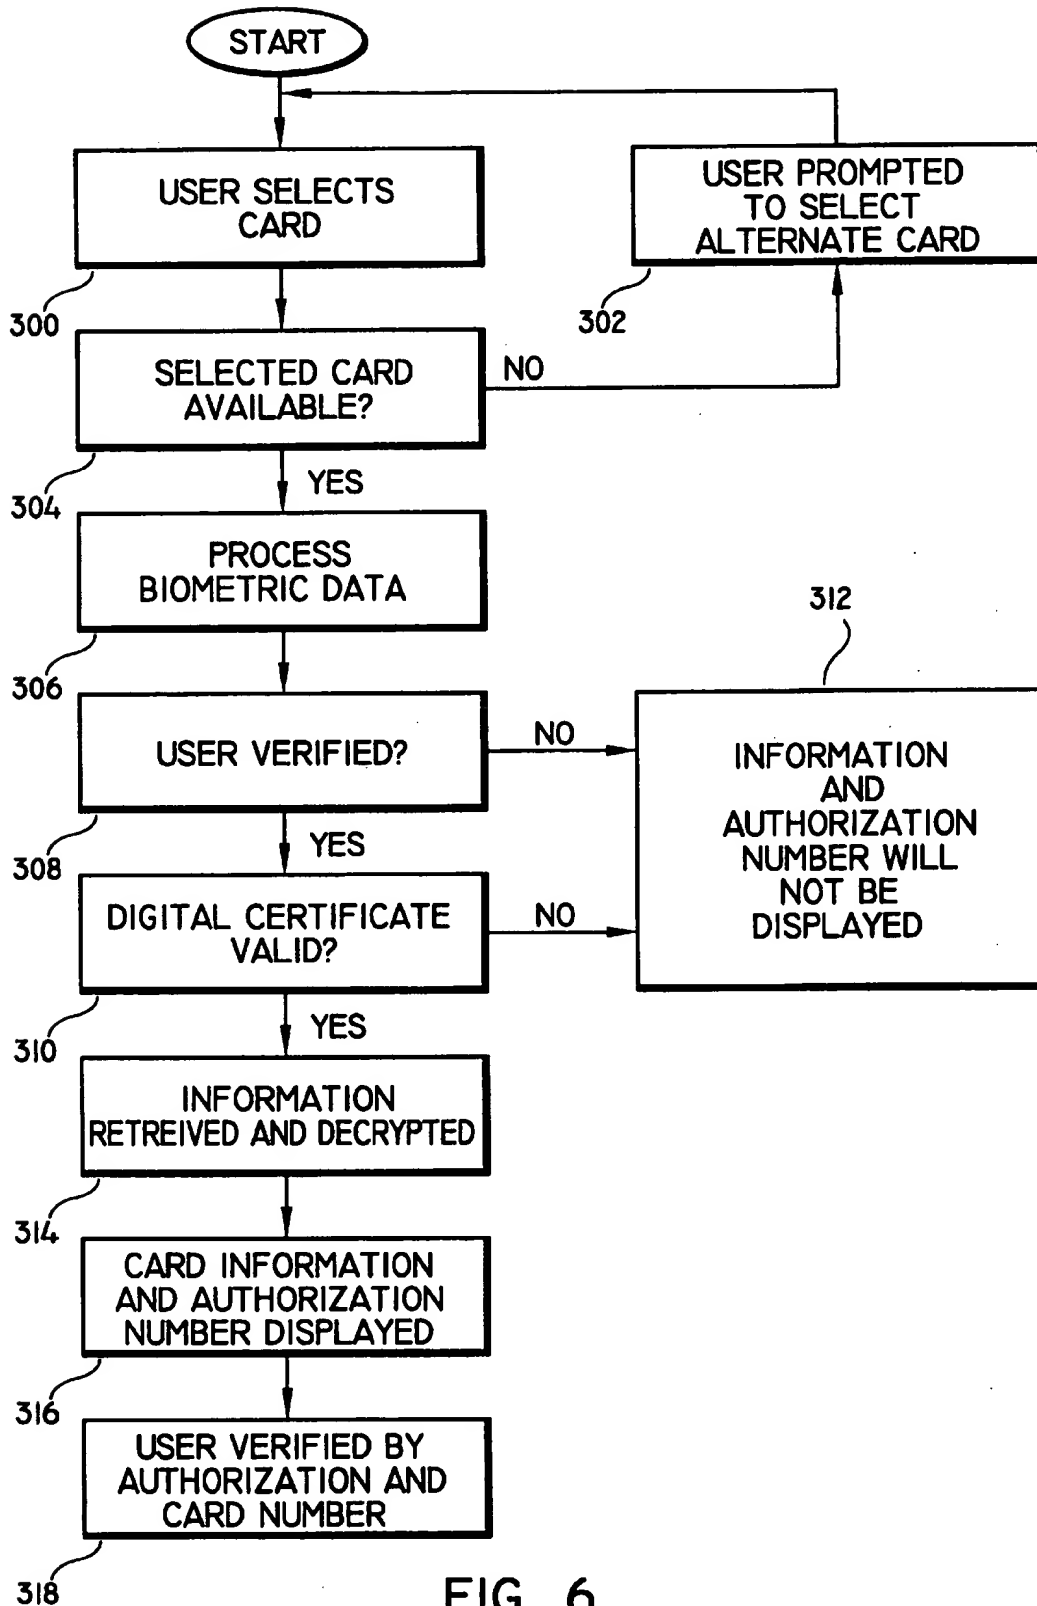 START
USER SELECTS
CARD
300
USER PROMPTED
TO SELECT
ALTERNATE CARD
302
SELECTED CARD
AVAILABLE?
NO
304
YES
PROCESS
BIOMETRIC DATA
306
312
USER VERIFIED?
NO
INFORMATION
AND
AUTHORIZATION
NUMBER WILL
NOT BE
DISPLAYED
308
YES
DIGITAL CERTIFICATE
VALID?
NO
310
YES
INFORMATION
RETREIVED AND DECRYPTED
314
CARD INFORMATION
AND AUTHORIZATION
NUMBER DISPLAYED
316
USER VERIFIED BY
AUTHORIZATION AND
CARD NUMBER
318
FIG. 6